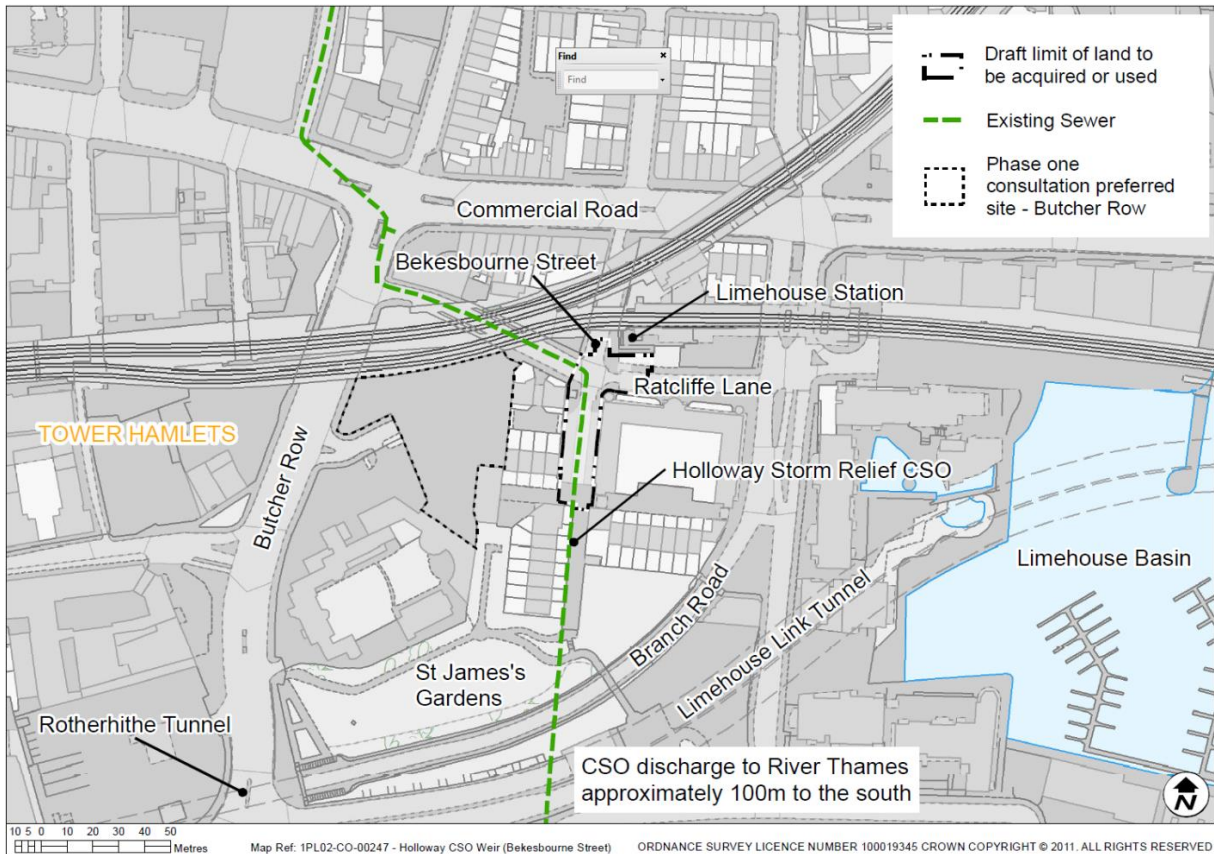 Find ×
Find
Draft limit of land to
be acquired or used
Existing Sewer
Phase one
consultation preferred
site - Butcher Row
Commercial Road
Bekesbourne Street
Limehouse Station
Ratcliffe Lane
TOWER HAMLETS
Butcher Row
Holloway Storm Relief CSO
Limehouse Basin
Branch Road
Limehouse Link Tunnel
St James's
Gardens
Rotherhithe Tunnel
CSO discharge to River Thames
approximately 100m to the south
N
10 5 0 10 20 30 40 50
Metres
Map Ref: 1PL02-CO-00247 - Holloway CSO Weir (Bekesbourne Street)
ORDNANCE SURVEY LICENCE NUMBER 100019345 CROWN COPYRIGHT © 2011. ALL RIGHTS RESERVED